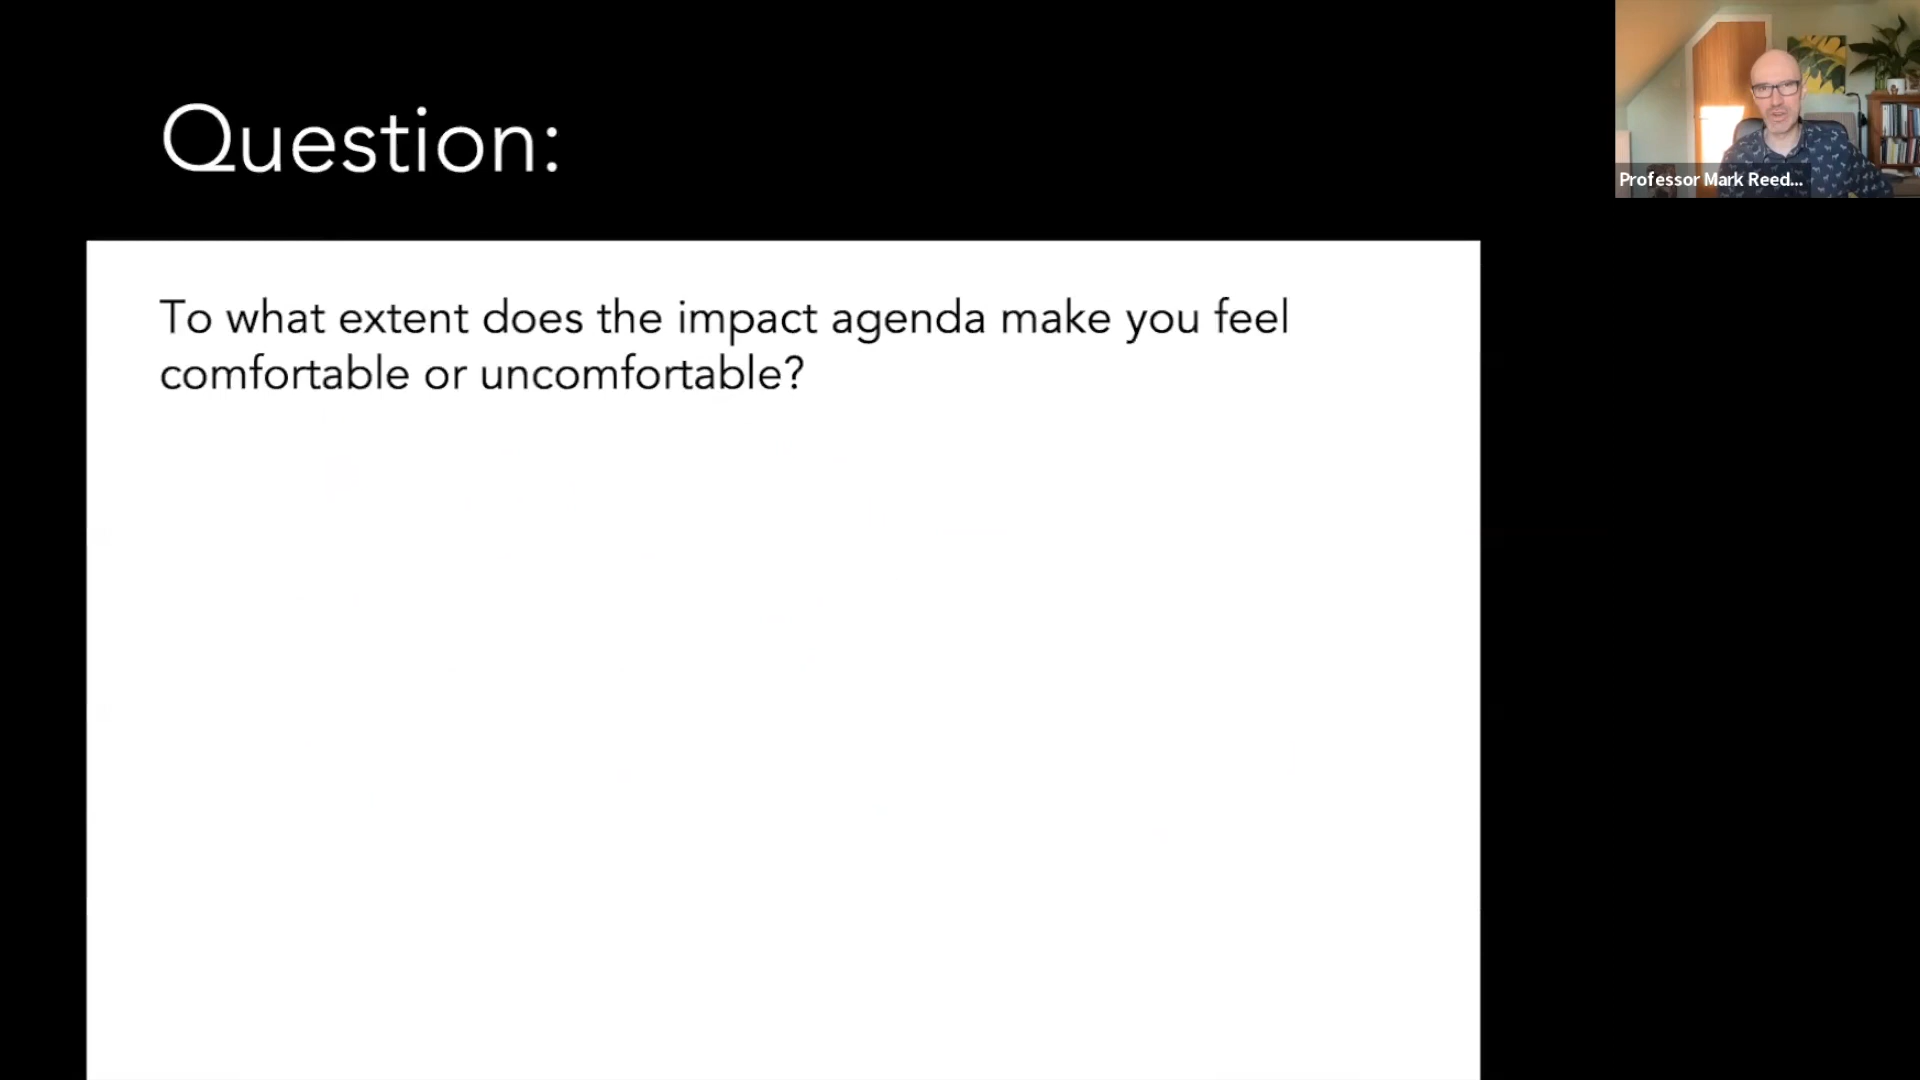 Question:
Professor Mark Reed...
To what extent does the impact agenda make you feel
comfortable or uncomfortable?